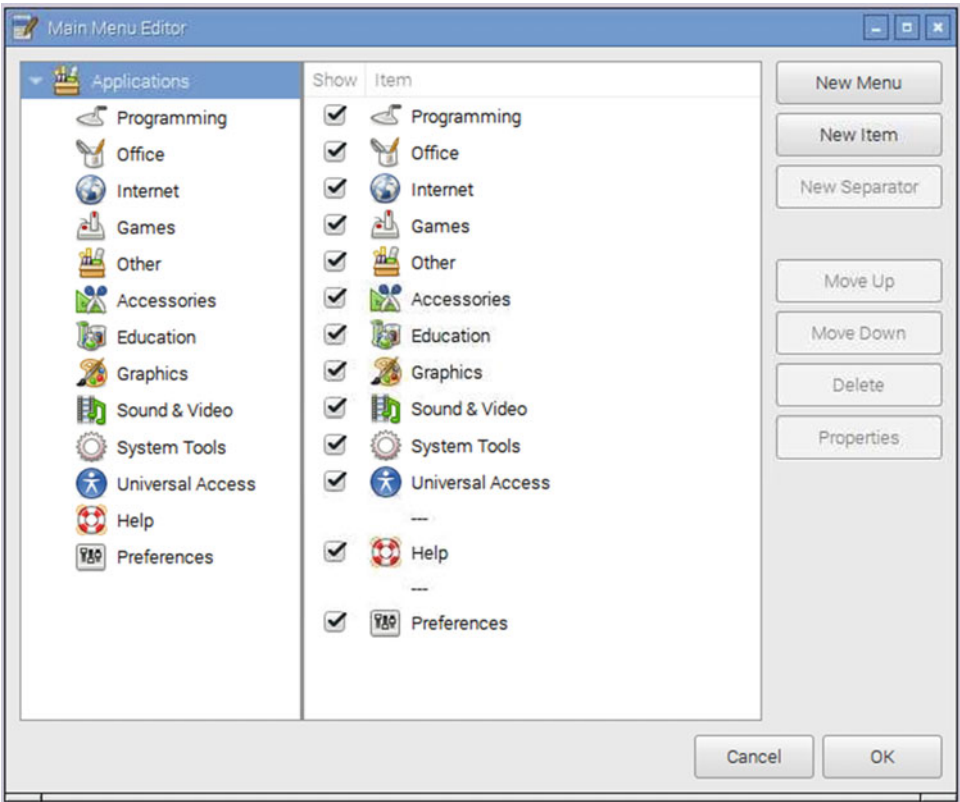 Main Menu Editor
Applications
Programming
Office
Internet
Games
Other
Accessories
Education
Graphics
Sound & Video
System Tools
Universal Access
Help
Preferences
Show Item
Programming
Office
Internet
Games
Other
Accessories
Education
Graphics
Sound & Video
System Tools
Universal Access
---
Help
---
Preferences
New Menu
New Item
New Separator
Move Up
Move Down
Delete
Properties
Cancel
OK